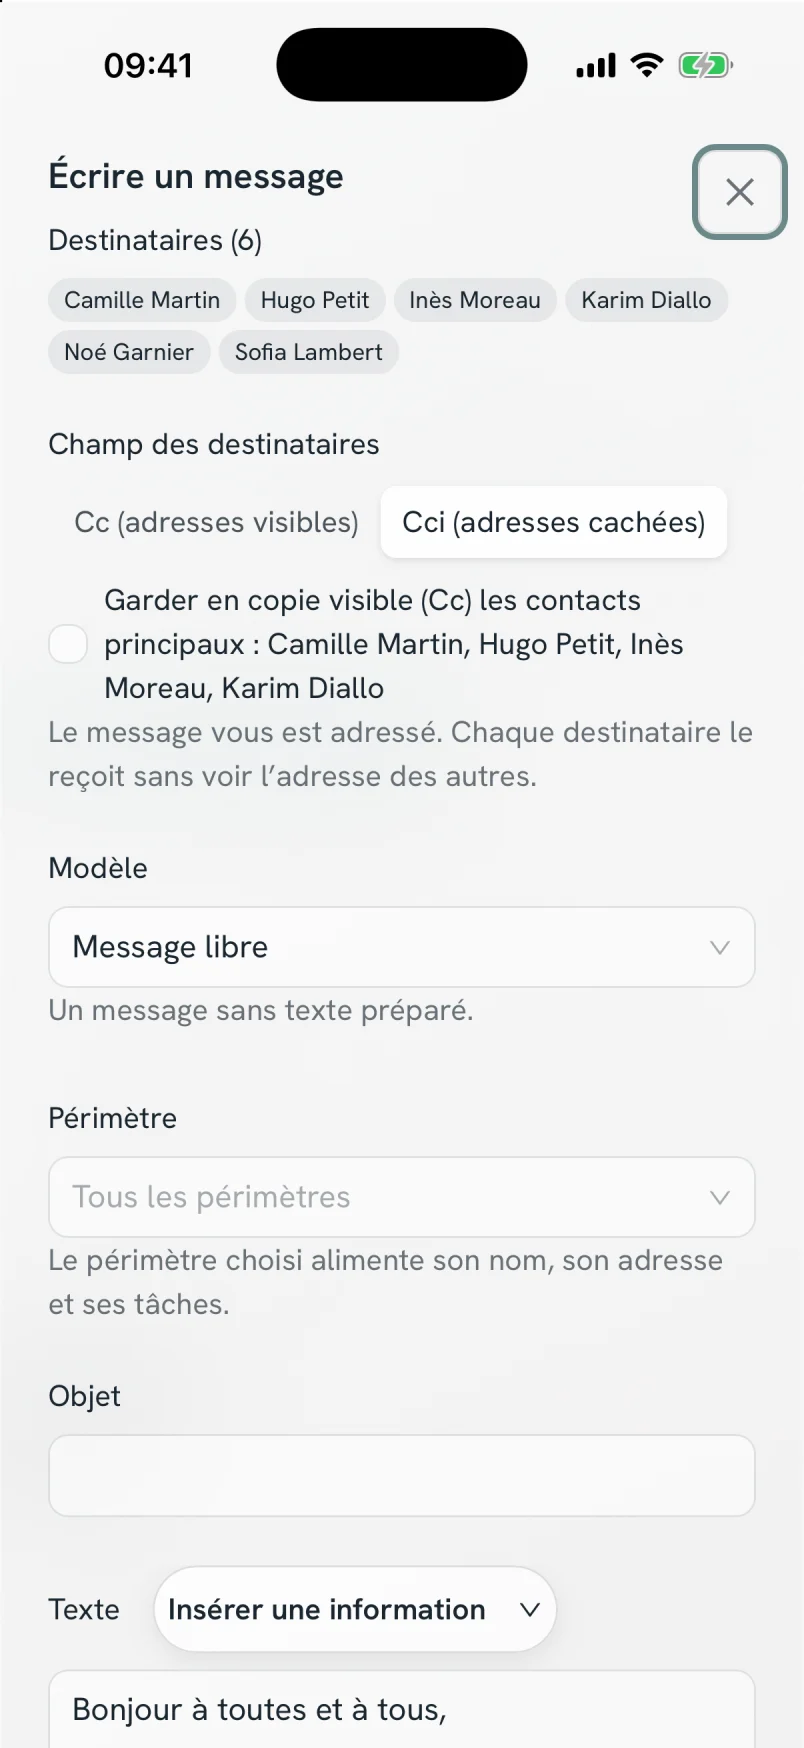 09:41
Écrire un message
Destinataires (6)
Camille Martin Hugo Petit Inès Moreau Karim Diallo
Noé Garnier Sofia Lambert
Champ des destinataires
Cc (adresses visibles) Cci (adresses cachées)
Garder en copie visible (Cc) les contacts
principaux : Camille Martin, Hugo Petit, Inès
Moreau, Karim Diallo
Le message vous est adressé. Chaque destinataire le
reçoit sans voir l’adresse des autres.
Modèle
Message libre
Un message sans texte préparé.
Périmètre
Tous les périmètres
Le périmètre choisi alimente son nom, son adresse
et ses tâches.
Objet
Texte Insérer une information
Bonjour à toutes et à tous,